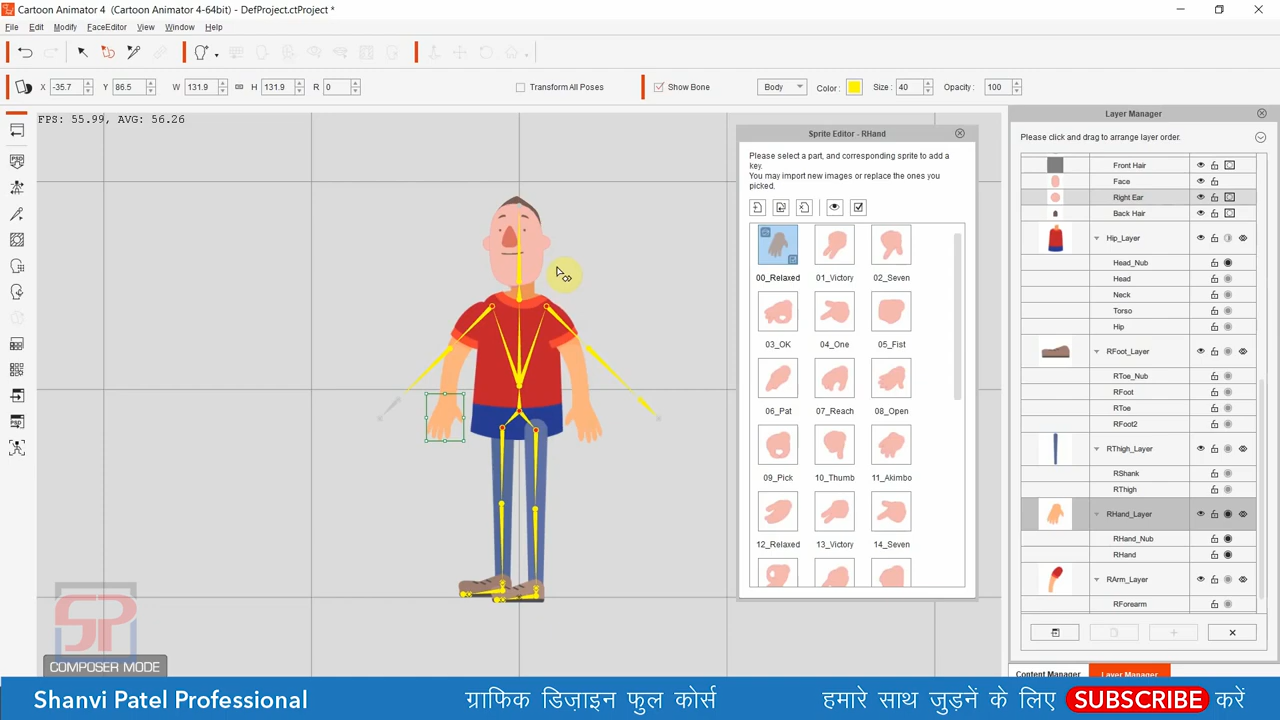 Cartoon Animator 4 (Cartoon Animator 4-64bit) - DefProject.ctProject *
File Edit Modify FaceEditor View Window Help
X -35.7 Y 86.5 W 131.9 H 131.9 R 0 Transform All Poses Show Bone Body Color : Size : 40 Opacity : 100
FPS: 55.99, AVG: 56.26
Sprite Editor - RHand
Please select a part, and corresponding sprite to add a
key.
You may import new images or replace the ones you
picked.
00_Relaxed 01_Victory 02_Seven
03_OK 04_One 05_Fist
06_Pat 07_Reach 08_Open
09_Pick 10_Thumb 11_Akimbo
12_Relaxed 13_Victory 14_Seven
Layer Manager
Please click and drag to arrange layer order.
Front Hair
Face
Right Ear
Back Hair
Hip_Layer
Head_Nub
Head
Neck
Torso
Hip
RFoot_Layer
RToe_Nub
RFoot
RToe
RFoot2
RThigh_Layer
RShank
RThigh
RHand_Layer
RHand_Nub
RHand
RArm_Layer
RForearm
Content Manager Layer Manager
PSD
SP
COMPOSER MODE
Shanvi Patel Professional ग्राफिक डिज़ाइन फुल कोर्स हमारे साथ जुड़नें के लिए SUBSCRIBE करें